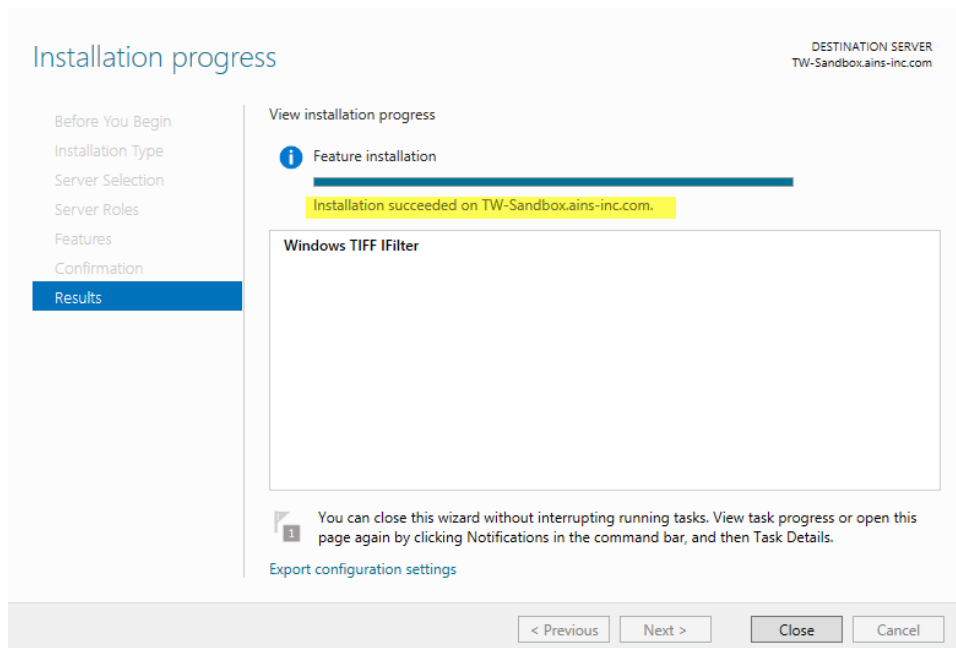 Installation progress
DESTINATION SERVER
TW-Sandbox.ains-inc.com
Before You Begin
Installation Type
Server Selection
Server Roles
Features
Confirmation
Results
View installation progress
Feature installation
Installation succeeded on TW-Sandbox.ains-inc.com.
Windows TIFF IFilter
1
You can close this wizard without interrupting running tasks. View task progress or open this
page again by clicking Notifications in the command bar, and then Task Details.
Export configuration settings
< Previous
Next >
Close
Cancel